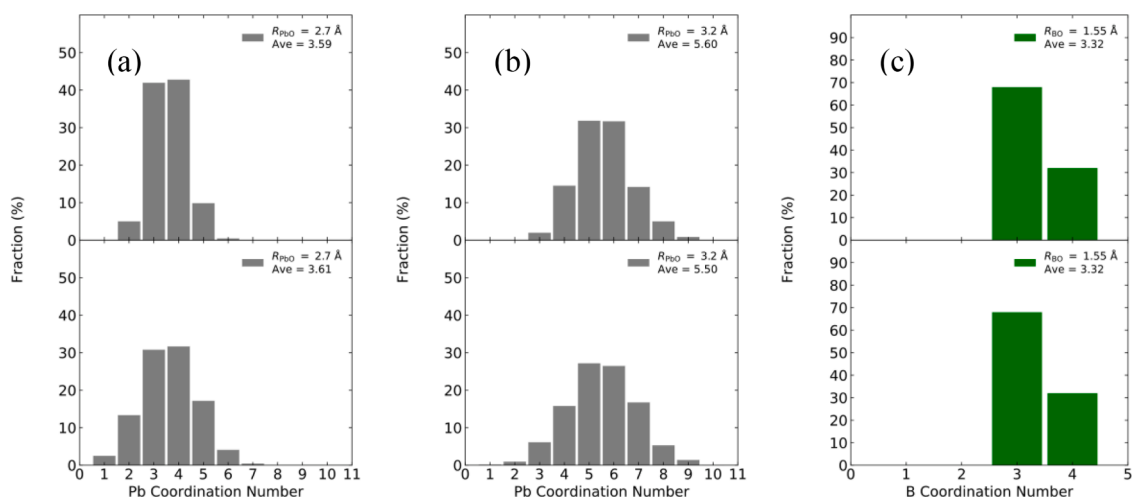 (a)
R_PbO = 2.7 Å
Ave = 3.59
50
40
30
20
10
0
Fraction (%)
R_PbO = 2.7 Å
Ave = 3.61
50
40
30
20
10
0
0 1 2 3 4 5 6 7 8 9 10 11
Pb Coordination Number
(b)
R_PbO = 3.2 Å
Ave = 5.60
50
40
30
20
10
0
Fraction (%)
R_PbO = 3.2 Å
Ave = 5.50
50
40
30
20
10
0
0 1 2 3 4 5 6 7 8 9 10 11
Pb Coordination Number
(c)
R_BO = 1.55 Å
Ave = 3.32
90
80
70
60
50
40
30
20
10
0
Fraction (%)
R_BO = 1.55 Å
Ave = 3.32
90
80
70
60
50
40
30
20
10
0
0 1 2 3 4 5
B Coordination Number